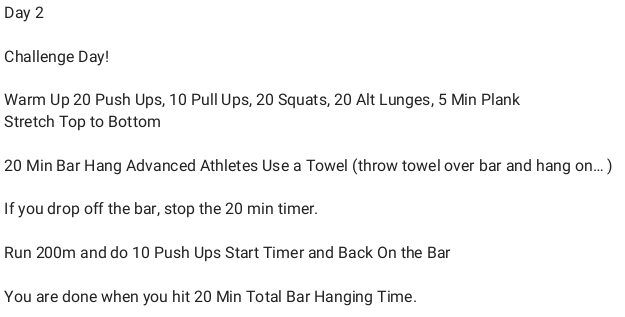 Day 2
Challenge Day!
Warm Up 20 Push Ups, 10 Pull Ups, 20 Squats, 20 Alt Lunges, 5 Min Plank
Stretch Top to Bottom
20 Min Bar Hang Advanced Athletes Use a Towel (throw towel over bar and hang on... )
If you drop off the bar, stop the 20 min timer.
Run 200m and do 10 Push Ups Start Timer and Back On the Bar
You are done when you hit 20 Min Total Bar Hanging Time.